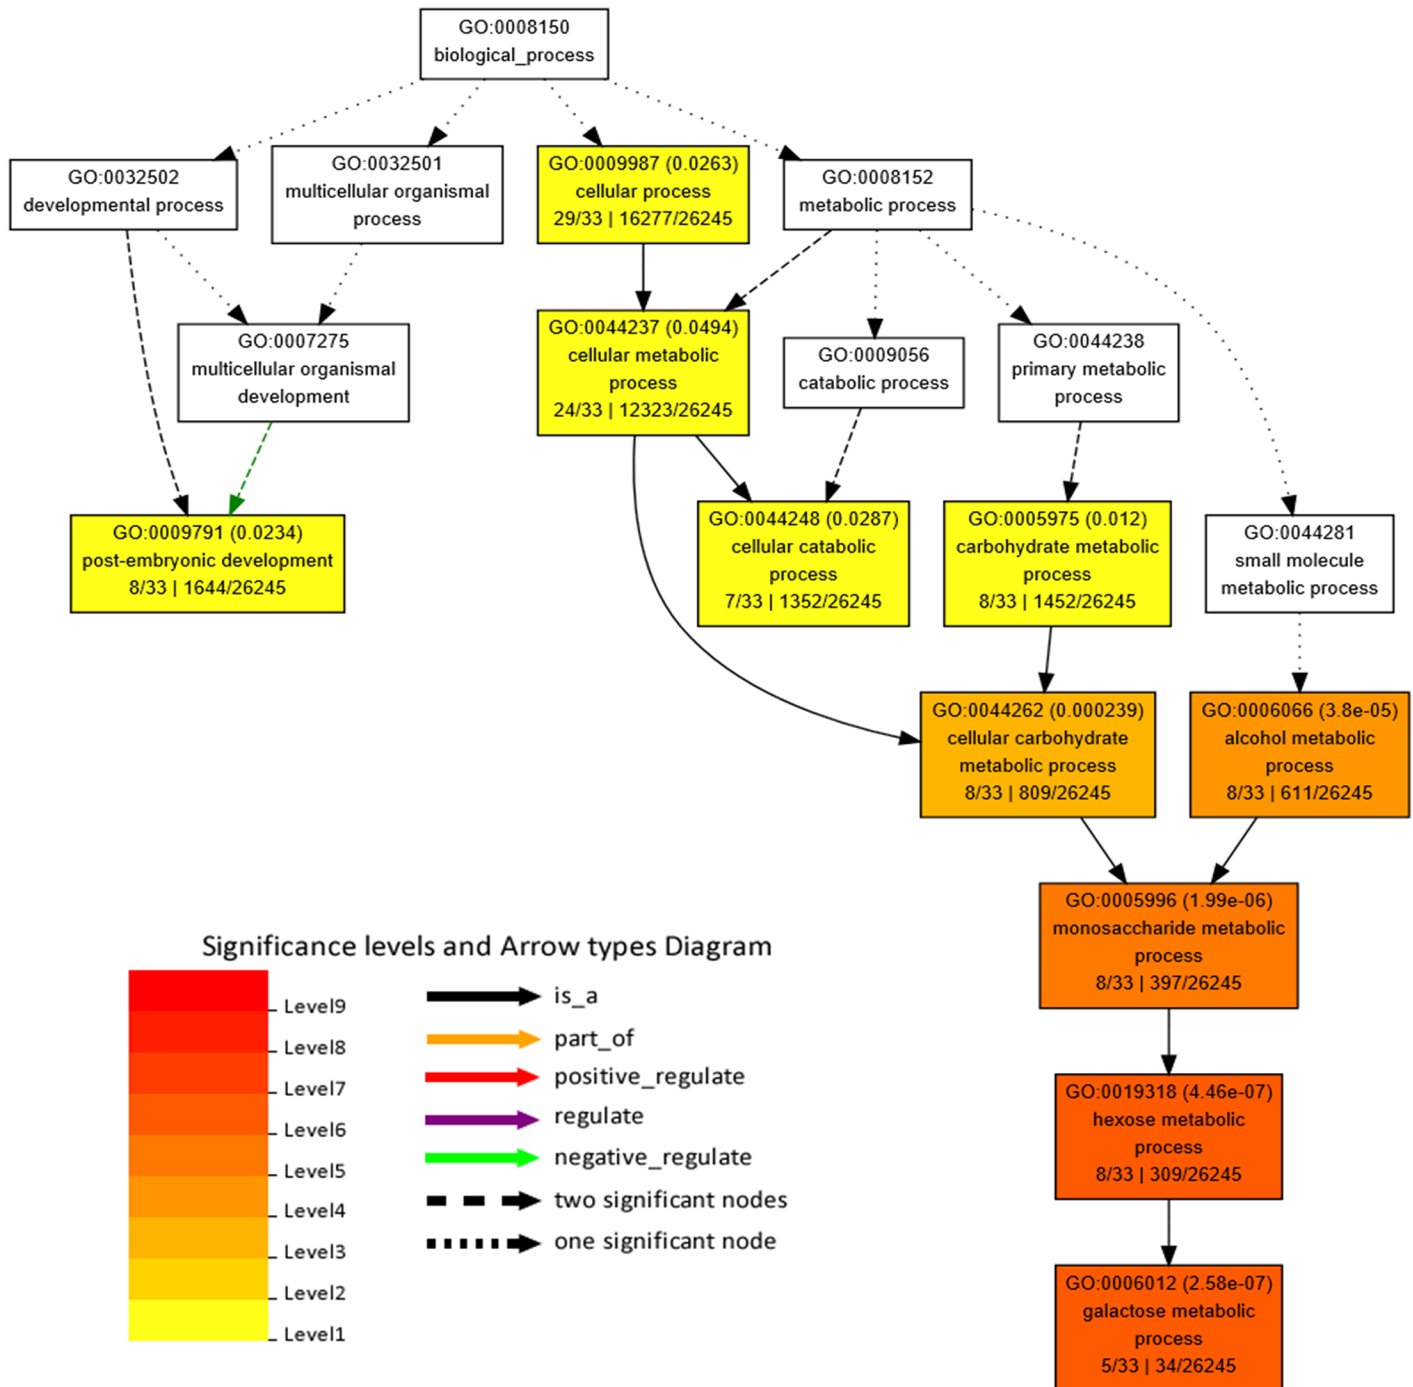 GO:0008150
biological_process
GO:0032502
developmental process
GO:0032501
multicellular organismal
process
GO:0009987 (0.0263)
cellular process
29/33 | 16277/26245
GO:0008152
metabolic process
GO:0007275
multicellular organismal
development
GO:0044237 (0.0494)
cellular metabolic
process
24/33 | 12323/26245
GO:0009056
catabolic process
GO:0044238
primary metabolic
process
GO:0009791 (0.0234)
post-embryonic development
8/33 | 1644/26245
GO:0044248 (0.0287)
cellular catabolic
process
7/33 | 1352/26245
GO:0005975 (0.012)
carbohydrate metabolic
process
8/33 | 1452/26245
GO:0044281
small molecule
metabolic process
GO:0044262 (0.000239)
cellular carbohydrate
metabolic process
8/33 | 809/26245
GO:0006066 (3.8e-05)
alcohol metabolic
process
8/33 | 611/26245
GO:0005996 (1.99e-06)
monosaccharide metabolic
process
8/33 | 397/26245
GO:0019318 (4.46e-07)
hexose metabolic
process
8/33 | 309/26245
GO:0006012 (2.58e-07)
galactose metabolic
process
5/33 | 34/26245
Significance levels and Arrow types Diagram
Level9
Level8
Level7
Level6
Level5
Level4
Level3
Level2
Level1
is_a
part_of
positive_regulate
regulate
negative_regulate
two significant nodes
one significant node